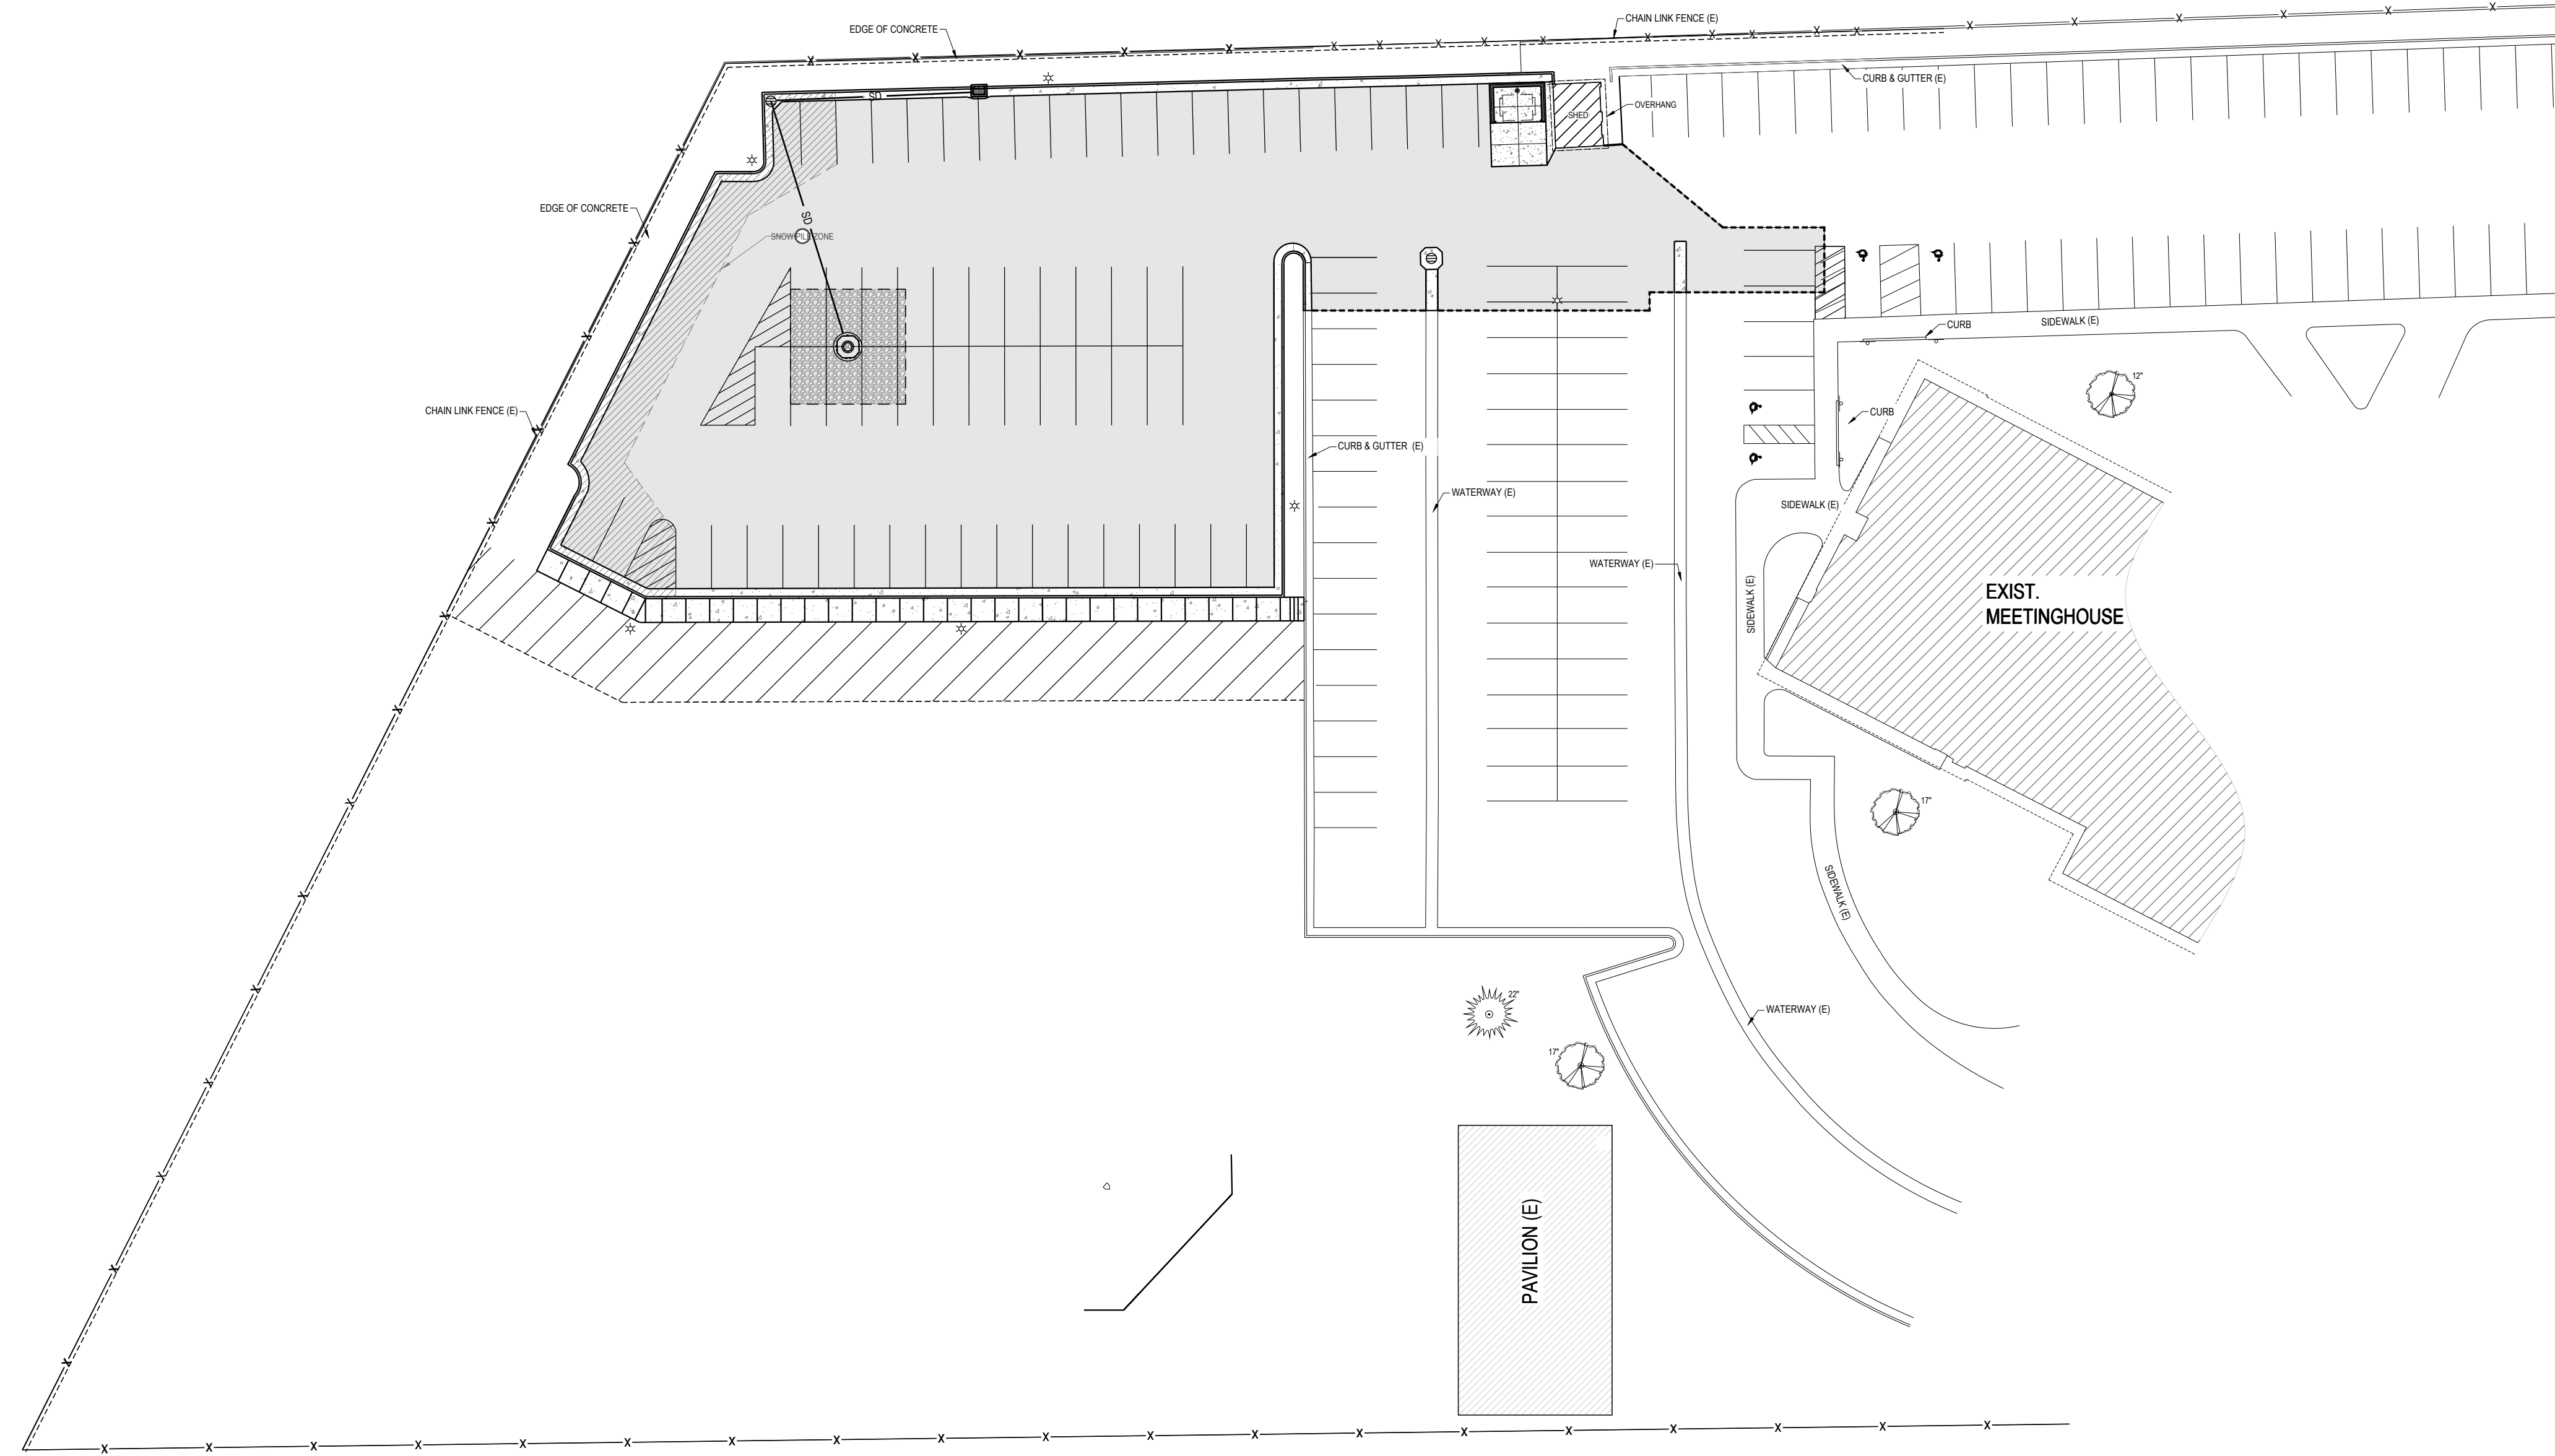 CHAIN LINK FENCE (E)
EDGE OF CONCRETE
CURB & GUTTER (E)
SD
OVERHANG
SHED
EDGE OF CONCRETE
SD
SNOW PILE ZONE
SIDEWALK (E)
CURB
12"
CHAIN LINK FENCE (E)
CURB
CURB & GUTTER (E)
WATERWAY (E)
SIDEWALK (E)
WATERWAY (E)
SIDEWALK (E)
EXIST.
MEETINGHOUSE
17"
SIDEWALK (E)
22"
WATERWAY (E)
17"
PAVILION (E)